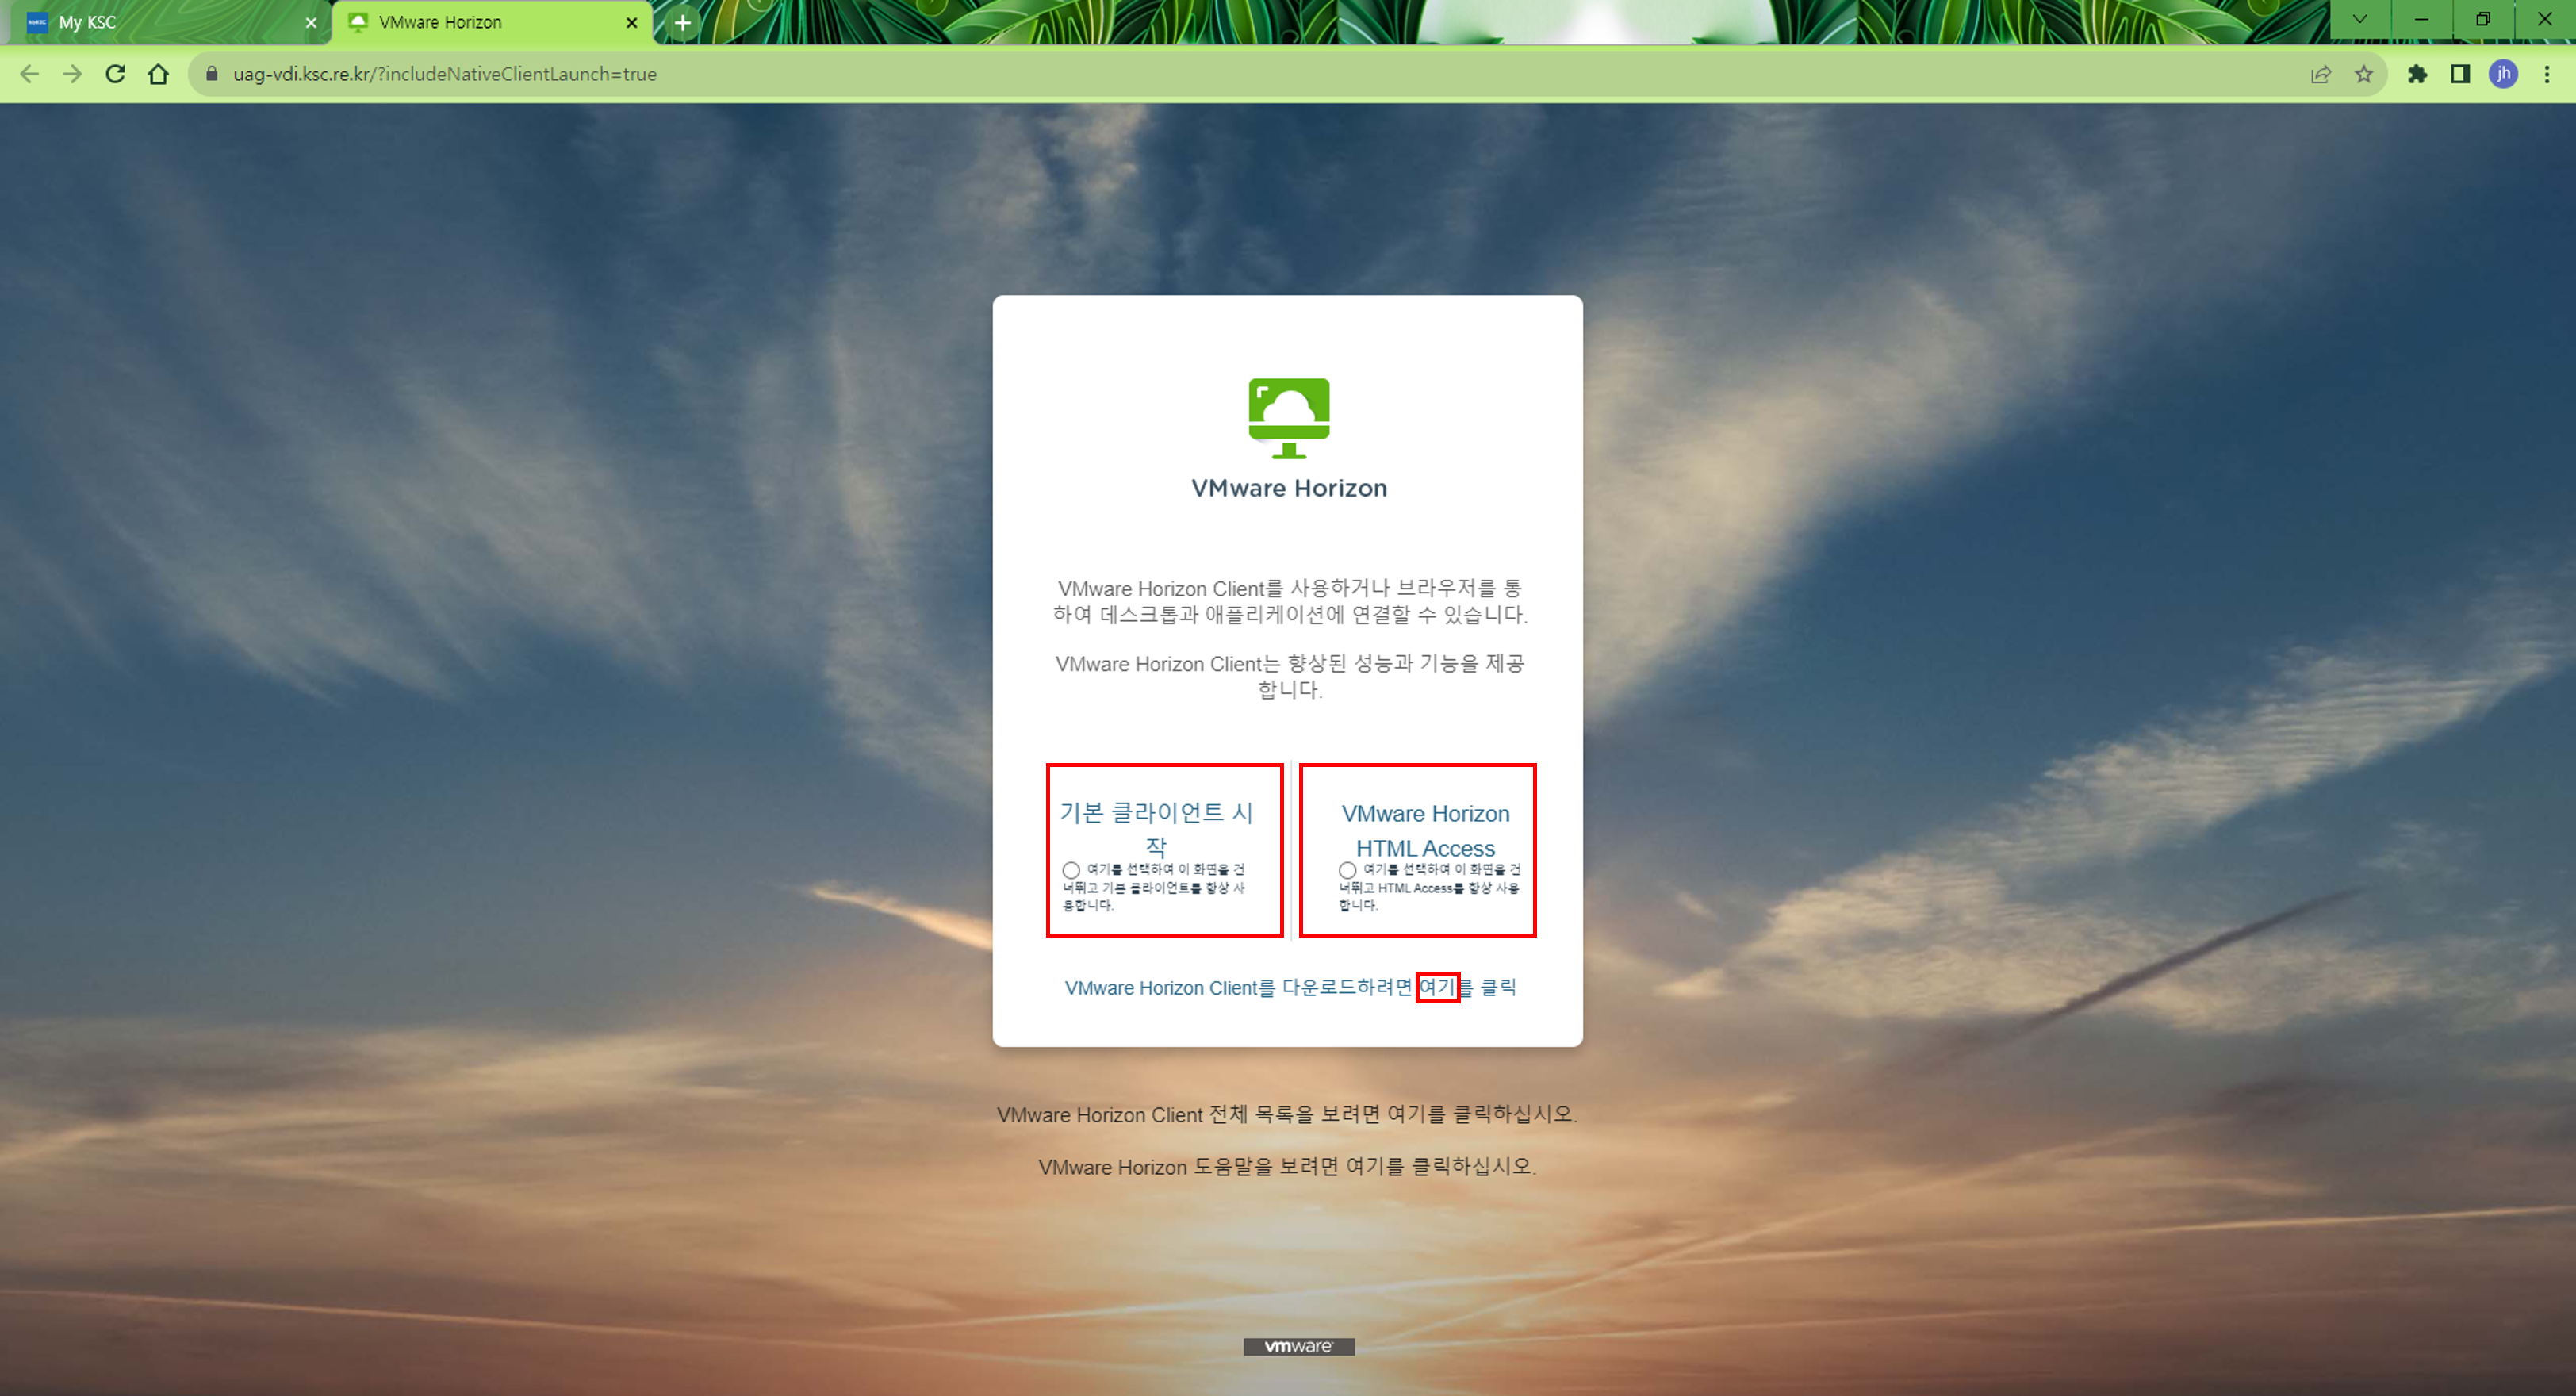 My KSC
VMware Horizon
uag-vdi.ksc.re.kr/?includeNativeClientLaunch=true
jh
VMware Horizon
VMware Horizon Client를 사용하거나 브라우저를 통
하여 데스크톱과 애플리케이션에 연결할 수 있습니다.
VMware Horizon Client는 향상된 성능과 기능을 제공
합니다.
기본 클라이언트 시
작
여기를 선택하여 이 화면을 건
너뛰고 기본 클라이언트를 항상 사
용합니다.
VMware Horizon
HTML Access
여기를 선택하여 이 화면을 건
너뛰고 HTML Access를 항상 사용
합니다.
VMware Horizon Client를 다운로드하려면 여기를 클릭
VMware Horizon Client 전체 목록을 보려면 여기를 클릭하십시오.
VMware Horizon 도움말을 보려면 여기를 클릭하십시오.
vmware